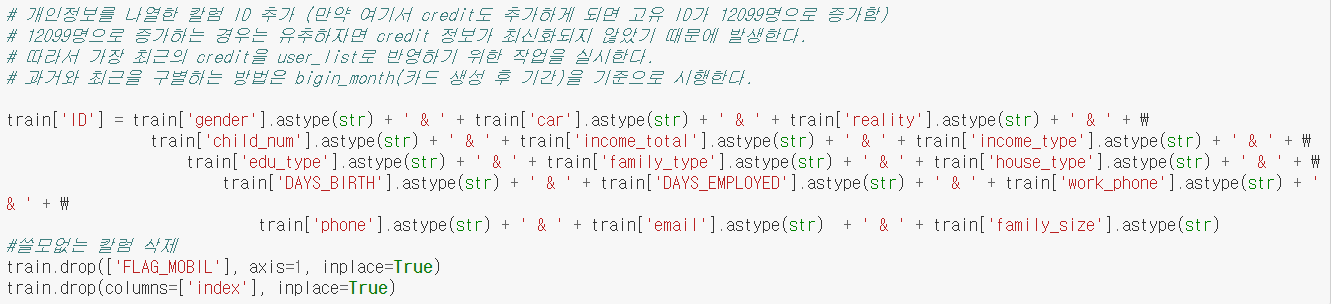 # 개인정보를 나열한 칼럼 ID 추가 (만약 여기서 credit도 추가하게 되면 고유 ID가 12099명으로 증가함)
# 12099명으로 증가하는 경우는 유추하자면 credit 정보가 최신화되지 않았기 때문에 발생한다.
# 따라서 가장 최근의 credit을 user_list로 반영하기 위한 작업을 실시한다.
# 과거와 최근을 구별하는 방법은 bigin_month(카드 생성 후 기간)을 기준으로 시행한다.
train['ID'] = train['gender'].astype(str) + ' & ' + train['car'].astype(str) + ' & ' + train['reality'].astype(str) + ' & ' + ₩
train['child_num'].astype(str) + ' & ' + train['income_total'].astype(str) + ' & ' + train['income_type'].astype(str) + ' & ' + ₩
train['edu_type'].astype(str) + ' & ' + train['family_type'].astype(str) + ' & ' + train['house_type'].astype(str) + ' & ' + ₩
train['DAYS_BIRTH'].astype(str) + ' & ' + train['DAYS_EMPLOYED'].astype(str) + ' & ' + train['work_phone'].astype(str) + '
& ' + ₩
train['phone'].astype(str) + ' & ' + train['email'].astype(str)  + ' & ' + train['family_size'].astype(str)
#쓸모없는 칼럼 삭제
train.drop(['FLAG_MOBIL'], axis=1, inplace=True)
train.drop(columns=['index'], inplace=True)